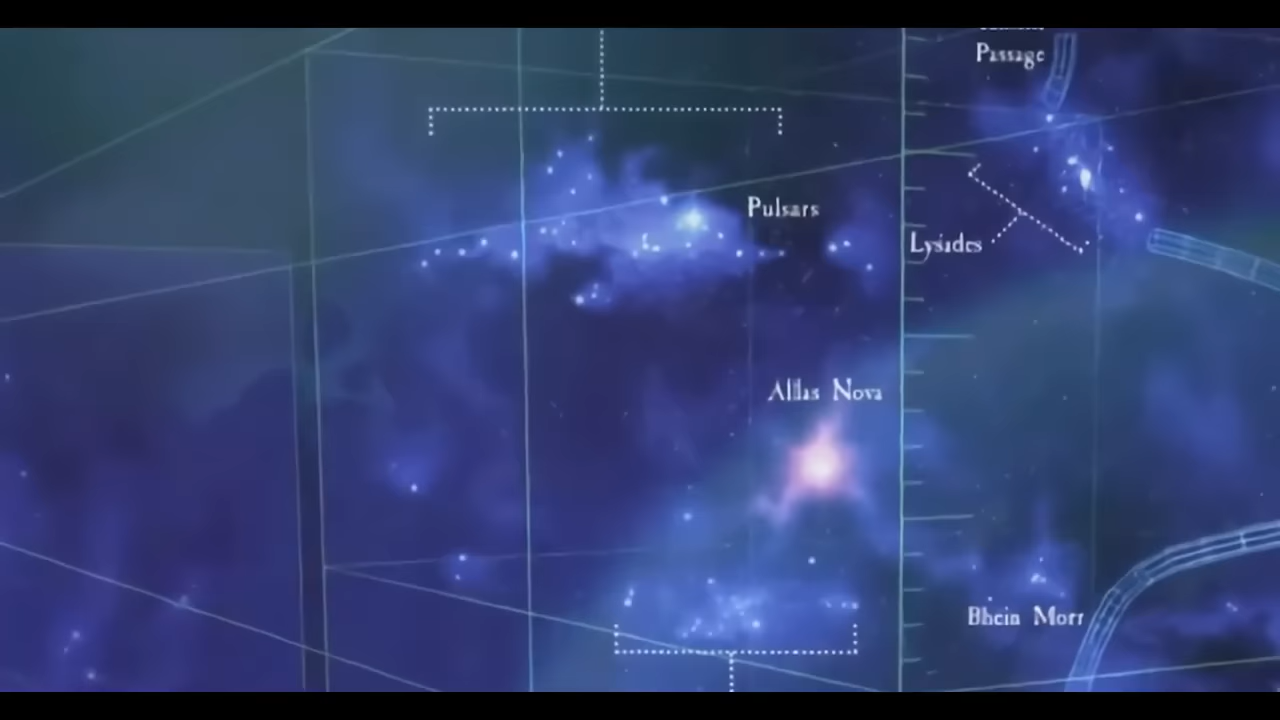 Passage
Pulsars
Lysides
Allas Nova
Bhein Morr